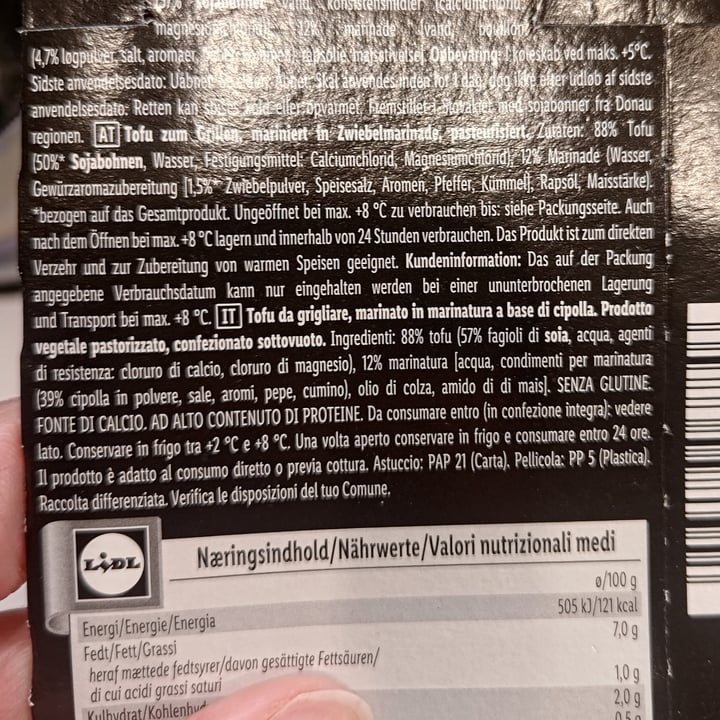 konsistensmidler (calciumchlorid,
12% marinade (vand, bouillon
(4,7% løgpulver, salt, aromaer, rapsolie, majsstivelse). Opbevaring: I køleskab ved maks. +5°C.
Sidste anvendelsesdato: Uåbnet: Åbnet: Skal anvendes inden for 1 dag, dog ikke efter udløb af sidste
anvendelsesdato. Retten kan spises kold eller opvarmet. Fremstillet i Slovakiet med sojabønner fra Donau
regionen. AT Tofu zum Grillen, mariniert in Zwiebelmarinade, pasteurisiert. Zutaten: 88% Tofu
(50%* Sojabohnen, Wasser, Festigungsmittel: Calciumchlorid, Magnesiumchlorid), 12% Marinade (Wasser,
Gewürzaromazubereitung [1,5%* Zwiebelpulver, Speisesalz, Aromen, Pfeffer, Kümmel], Rapsöl, Maisstärke).
*bezogen auf das Gesamtprodukt. Ungeöffnet bei max. +8 °C zu verbrauchen bis: siehe Packungsseite. Auch
nach dem Öffnen bei max. +8 °C lagern und innerhalb von 24 Stunden verbrauchen. Das Produkt ist zum direkten
Verzehr und zur Zubereitung von warmen Speisen geeignet. Kundeninformation: Das auf der Packung
angegebene Verbrauchsdatum kann nur eingehalten werden bei einer ununterbrochenen Lagerung
und Transport bei max. +8 °C. IT Tofu da grigliare, marinato in marinatura a base di cipolla. Prodotto
vegetale pastorizzato, confezionato sottovuoto. Ingredienti: 88% tofu (57% fagioli di soia, acqua, agenti
di resistenza: cloruro di calcio, cloruro di magnesio), 12% marinatura [acqua, condimenti per marinatura
(39% cipolla in polvere, sale, aromi, pepe, cumino), olio di colza, amido di di mais]. SENZA GLUTINE.
FONTE DI CALCIO. AD ALTO CONTENUTO DI PROTEINE. Da consumare entro (in confezione integra): vedere
lato. Conservare in frigo tra +2 °C e +8 °C. Una volta aperto conservare in frigo e consumare entro 24 ore.
Il prodotto è adatto al consumo diretto o previa cottura. Astuccio: PAP 21 (Carta). Pellicola: PP 5 (Plastica).
Raccolta differenziata. Verifica le disposizioni del tuo Comune.
LIDL
Næringsindhold/Nährwerte/Valori nutrizionali medi
ø/100 g
Energi/Energie/Energia 505 kJ/121 kcal
Fedt/Fett/Grassi 7,0 g
heraf mættede fedtsyrer/davon gesättigte Fettsäuren/
di cui acidi grassi saturi 1,0 g
Kulhydrat/Kohlenhyd 2,0 g
0,5 g